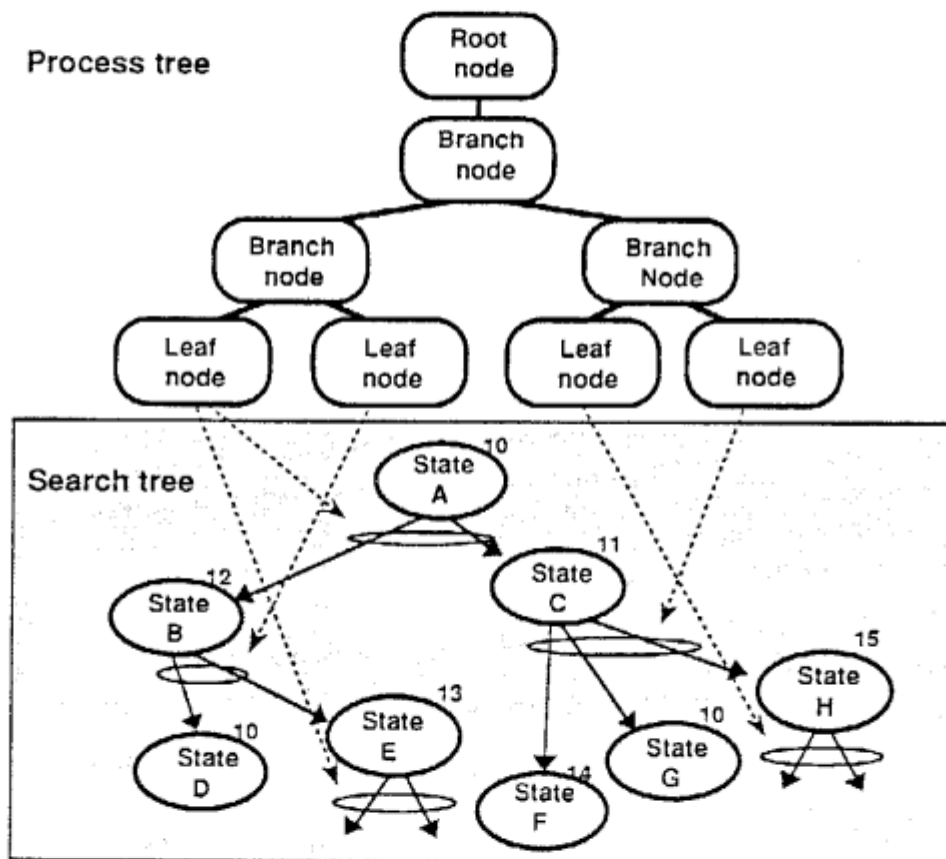 Process tree
Root
node
Branch
node
Branch
node
Branch
Node
Leaf
node
Leaf
node
Leaf
node
Leaf
node
Search tree
10
State
A
12
State
B
11
State
C
10
State
D
13
State
E
14
State
F
10
State
G
15
State
H